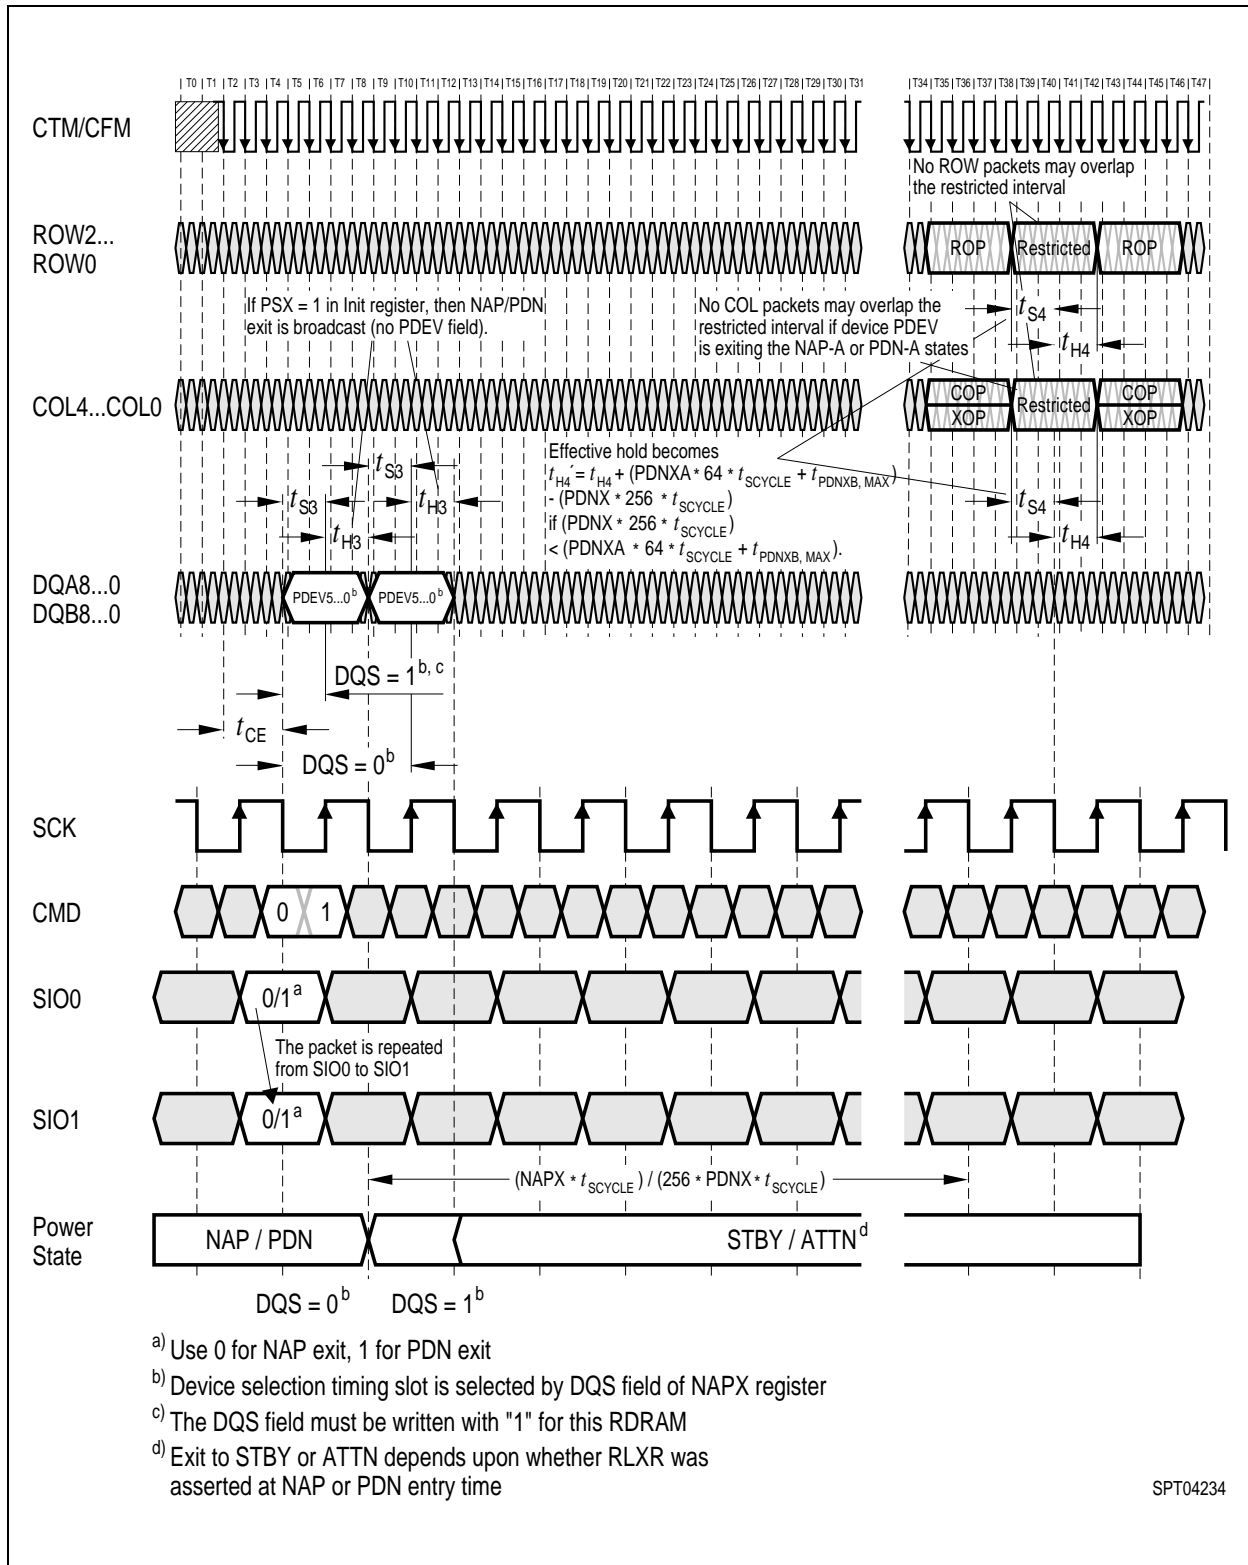 T0 T1 T2 T3 T4 T5 T6 T7 T8 T9 T10 T11 T12 T13 T14 T15 T16 T17 T18 T19 T20 T21 T22 T23 T24 T25 T26 T27 T28 T29 T30 T31 T34 T35 T36 T37 T38 T39 T40 T41 T42 T43 T44 T45 T46 T47
CTM/CFM
No ROW packets may overlap
the restricted interval
ROW2...
ROW0
ROP Restricted ROP
If PSX = 1 in Init register, then NAP/PDN
exit is broadcast (no PDEV field).
No COL packets may overlap the
restricted interval if device PDEV
is exiting the NAP-A or PDN-A states
tS4
tH4
COL4...COL0
COP Restricted COP
XOP XOP
Effective hold becomes
tH4´= tH4 + (PDNXA * 64 * tSCYCLE + tPDNXB, MAX)
- (PDNX * 256 * tSCYCLE)
if (PDNX * 256 * tSCYCLE)
< (PDNXA * 64 * tSCYCLE + tPDNXB, MAX).
tS3
tS3 tH3
tH3
tS4
tH4
DQA8...0
DQB8...0
PDEV5...0b PDEV5...0b
DQS = 1b, c
tCE
DQS = 0b
SCK
CMD
0 1
SIO0
0/1a
The packet is repeated
from SIO0 to SIO1
SIO1
0/1a
(NAPX * tSCYCLE) / (256 * PDNX * tSCYCLE)
Power
State
NAP / PDN
STBY / ATTNd
DQS = 0b DQS = 1b
a) Use 0 for NAP exit, 1 for PDN exit
b) Device selection timing slot is selected by DQS field of NAPX register
c) The DQS field must be written with "1" for this RDRAM
d) Exit to STBY or ATTN depends upon whether RLXR was
asserted at NAP or PDN entry time
SPT04234